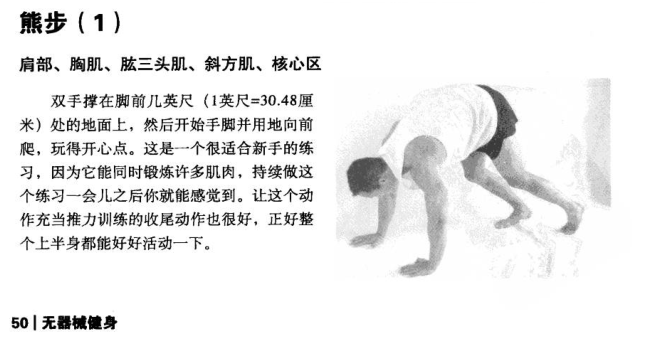 熊步（1）
肩部、胸肌、肱三头肌、斜方肌、核心区
双手撑在脚前几英尺（1英尺=30.48厘
米）处的地面上，然后开始手脚并用地向前
爬，玩得开心点。这是一个很适合新手的练
习，因为它能同时锻炼许多肌肉，持续做这
个练习一会儿之后你就能感觉到。让这个动
作充当推力训练的收尾动作也很好，正好整
个上半身都能好好活动一下。
50 | 无器械健身